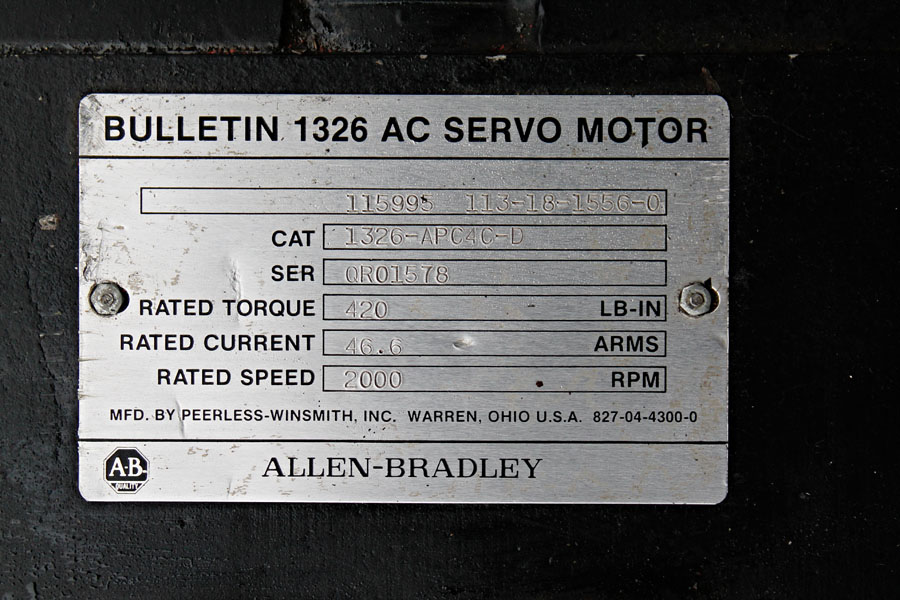 BULLETIN 1326 AC SERVO MOTOR
115995 113-18-1556-0
CAT 1326-APC4C-D
SER QR01578
RATED TORQUE 420 LB-IN
RATED CURRENT 46.6 ARMS
RATED SPEED 2000 RPM
MFD. BY PEERLESS-WINSMITH, INC. WARREN, OHIO U.S.A. 827-04-4300-0
A-B QUALITY
ALLEN-BRADLEY